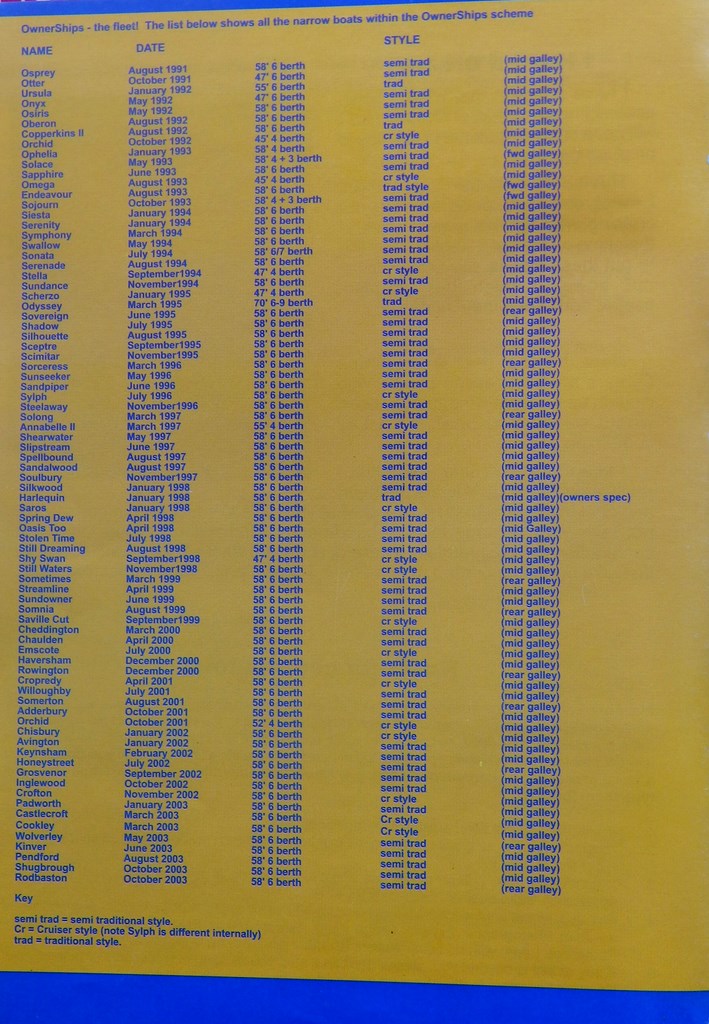 OwnerShips - the fleet! The list below shows all the narrow boats within the OwnerShips scheme
NAME DATE STYLE
Osprey August 1991 58' 6 berth semi trad (mid galley)
Otter October 1991 47' 6 berth semi trad (mid galley)
Ursula January 1992 55' 6 berth trad (mid galley)
Onyx May 1992 47' 6 berth semi trad (mid galley)
Osiris May 1992 58' 6 berth semi trad (mid galley)
Oberon August 1992 58' 6 berth semi trad (mid galley)
Copperkins II August 1992 58' 6 berth trad (mid galley)
Orchid October 1992 45' 4 berth cr style (mid galley)
Ophelia January 1993 58' 4 berth semi trad (mid galley)
Solace May 1993 58' 4 + 3 berth semi trad (fwd galley)
Sapphire June 1993 58' 6 berth semi trad (mid galley)
Omega August 1993 45' 4 berth cr style (mid galley)
Endeavour August 1993 58' 6 berth trad style (fwd galley)
Sojourn October 1993 58' 4 + 3 berth semi trad (fwd galley)
Siesta January 1994 58' 6 berth semi trad (mid galley)
Serenity January 1994 58' 6 berth semi trad (mid galley)
Symphony March 1994 58' 6 berth semi trad (mid galley)
Swallow May 1994 58' 6 berth semi trad (mid galley)
Sonata July 1994 58' 6/7 berth semi trad (mid galley)
Serenade August 1994 58' 6 berth semi trad (mid galley)
Stella September1994 47' 4 berth cr style (mid galley)
Sundance November1994 58' 6 berth semi trad (mid galley)
Scherzo January 1995 47' 4 berth cr style (mid galley)
Odyssey March 1995 70' 6-9 berth trad (mid galley)
Sovereign June 1995 58' 6 berth semi trad (rear galley)
Shadow July 1995 58' 6 berth semi trad (mid galley)
Silhouette August 1995 58' 6 berth semi trad (mid galley)
Sceptre September1995 58' 6 berth semi trad (mid galley)
Scimitar November1995 58' 6 berth semi trad (mid galley)
Sorceress March 1996 58' 6 berth semi trad (rear galley)
Sunseeker May 1996 58' 6 berth semi trad (mid galley)
Sandpiper June 1996 58' 6 berth semi trad (mid galley)
Sylph July 1996 58' 6 berth cr style (mid galley)
Steelaway November1996 58' 6 berth semi trad (mid galley)
Solong March 1997 58' 6 berth semi trad (rear galley)
Annabelle II March 1997 55' 4 berth cr style (mid galley)
Shearwater May 1997 58' 6 berth semi trad (mid galley)
Slipstream June 1997 58' 6 berth semi trad (mid galley)
Spellbound August 1997 58' 6 berth semi trad (mid galley)
Sandalwood August 1997 58' 6 berth semi trad (mid galley)
Soulbury November1997 58' 6 berth semi trad (rear galley)
Silkwood January 1998 58' 6 berth semi trad (mid galley)
Harlequin January 1998 58' 6 berth trad (mid galley)(owners spec)
Saros January 1998 58' 6 berth cr style (mid galley)
Spring Dew April 1998 58' 6 berth semi trad (mid galley)
Oasis Too April 1998 58' 6 berth semi trad (mid Galley)
Stolen Time July 1998 58' 6 berth semi trad (mid galley)
Still Dreaming August 1998 58' 6 berth semi trad (mid galley)
Shy Swan September1998 47' 4 berth cr style (mid galley)
Still Waters November1998 58' 6 berth cr style (mid galley)
Sometimes March 1999 58' 6 berth semi trad (rear galley)
Streamline April 1999 58' 6 berth semi trad (mid galley)
Sundowner June 1999 58' 6 berth semi trad (mid galley)
Somnia August 1999 58' 6 berth semi trad (rear galley)
Saville Cut September1999 58' 6 berth cr style (mid galley)
Cheddington March 2000 58' 6 berth semi trad (mid galley)
Chaulden April 2000 58' 6 berth semi trad (mid galley)
Emscote July 2000 58' 6 berth cr style (mid galley)
Haversham December 2000 58' 6 berth semi trad (mid galley)
Rowington December 2000 58' 6 berth semi trad (rear galley)
Cropredy April 2001 58' 6 berth cr style (mid galley)
Willoughby July 2001 58' 6 berth semi trad (mid galley)
Somerton August 2001 58' 6 berth semi trad (rear galley)
Adderbury October 2001 58' 6 berth semi trad (mid galley)
Orchid October 2001 52' 4 berth cr style (mid galley)
Chisbury January 2002 58' 6 berth cr style (mid galley)
Avington January 2002 58' 6 berth semi trad (mid galley)
Keynsham February 2002 58' 6 berth semi trad (mid galley)
Honeystreet July 2002 58' 6 berth semi trad (rear galley)
Grosvenor September 2002 58' 6 berth semi trad (mid galley)
Inglewood October 2002 58' 6 berth semi trad (mid galley)
Crofton November 2002 58' 6 berth cr style (mid galley)
Padworth January 2003 58' 6 berth semi trad (mid galley)
Castlecroft March 2003 58' 6 berth Cr style (mid galley)
Cookley March 2003 58' 6 berth Cr style (mid galley)
Wolverley May 2003 58' 6 berth semi trad (rear galley)
Kinver June 2003 58' 6 berth semi trad (mid galley)
Pendford August 2003 58' 6 berth semi trad (mid galley)
Shugbrough October 2003 58' 6 berth semi trad (mid galley)
Rodbaston October 2003 58' 6 berth semi trad (rear galley)
Key
semi trad = semi traditional style.
Cr = Cruiser style (note Sylph is different internally)
trad = traditional style.